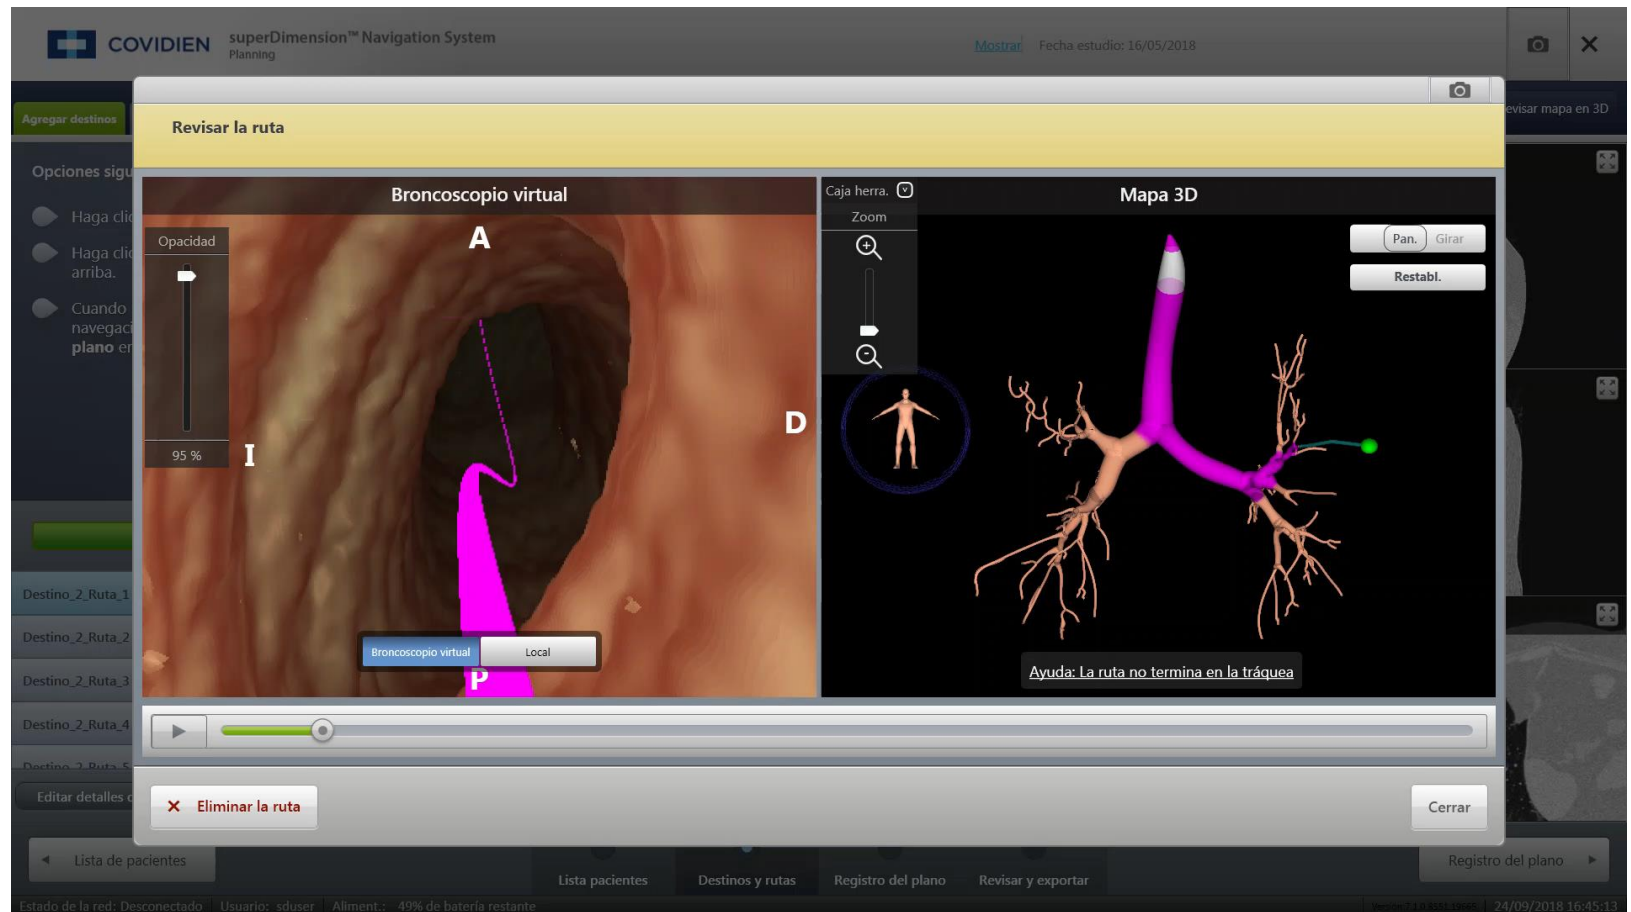 COVIDIEN
superDimension™ Navigation System
Planning
Mostrar
Fecha estudio: 16/05/2018
Agregar destinos
evisar mapa en 3D
Revisar la ruta
Opciones sigu
Haga clic
Haga clic
arriba.
Cuando
navegaci
plano en
Broncoscopio virtual
Opacidad
95 %
A
I
D
P
Broncoscopio virtual
Local
Caja herra.
Zoom
Mapa 3D
Pan.
Girar
Restabl.
Ayuda: La ruta no termina en la tráquea
Destino_2_Ruta_1
Destino_2_Ruta_2
Destino_2_Ruta_3
Destino_2_Ruta_4
Destino_2_Ruta_5
Editar detalles d
Eliminar la ruta
Cerrar
Lista de pacientes
Lista pacientes
Destinos y rutas
Registro del plano
Revisar y exportar
Registro del plano
Estado de la red: Desconectado
Usuario: sduser
Aliment.: 49% de batería restante
24/09/2018 16:45:13